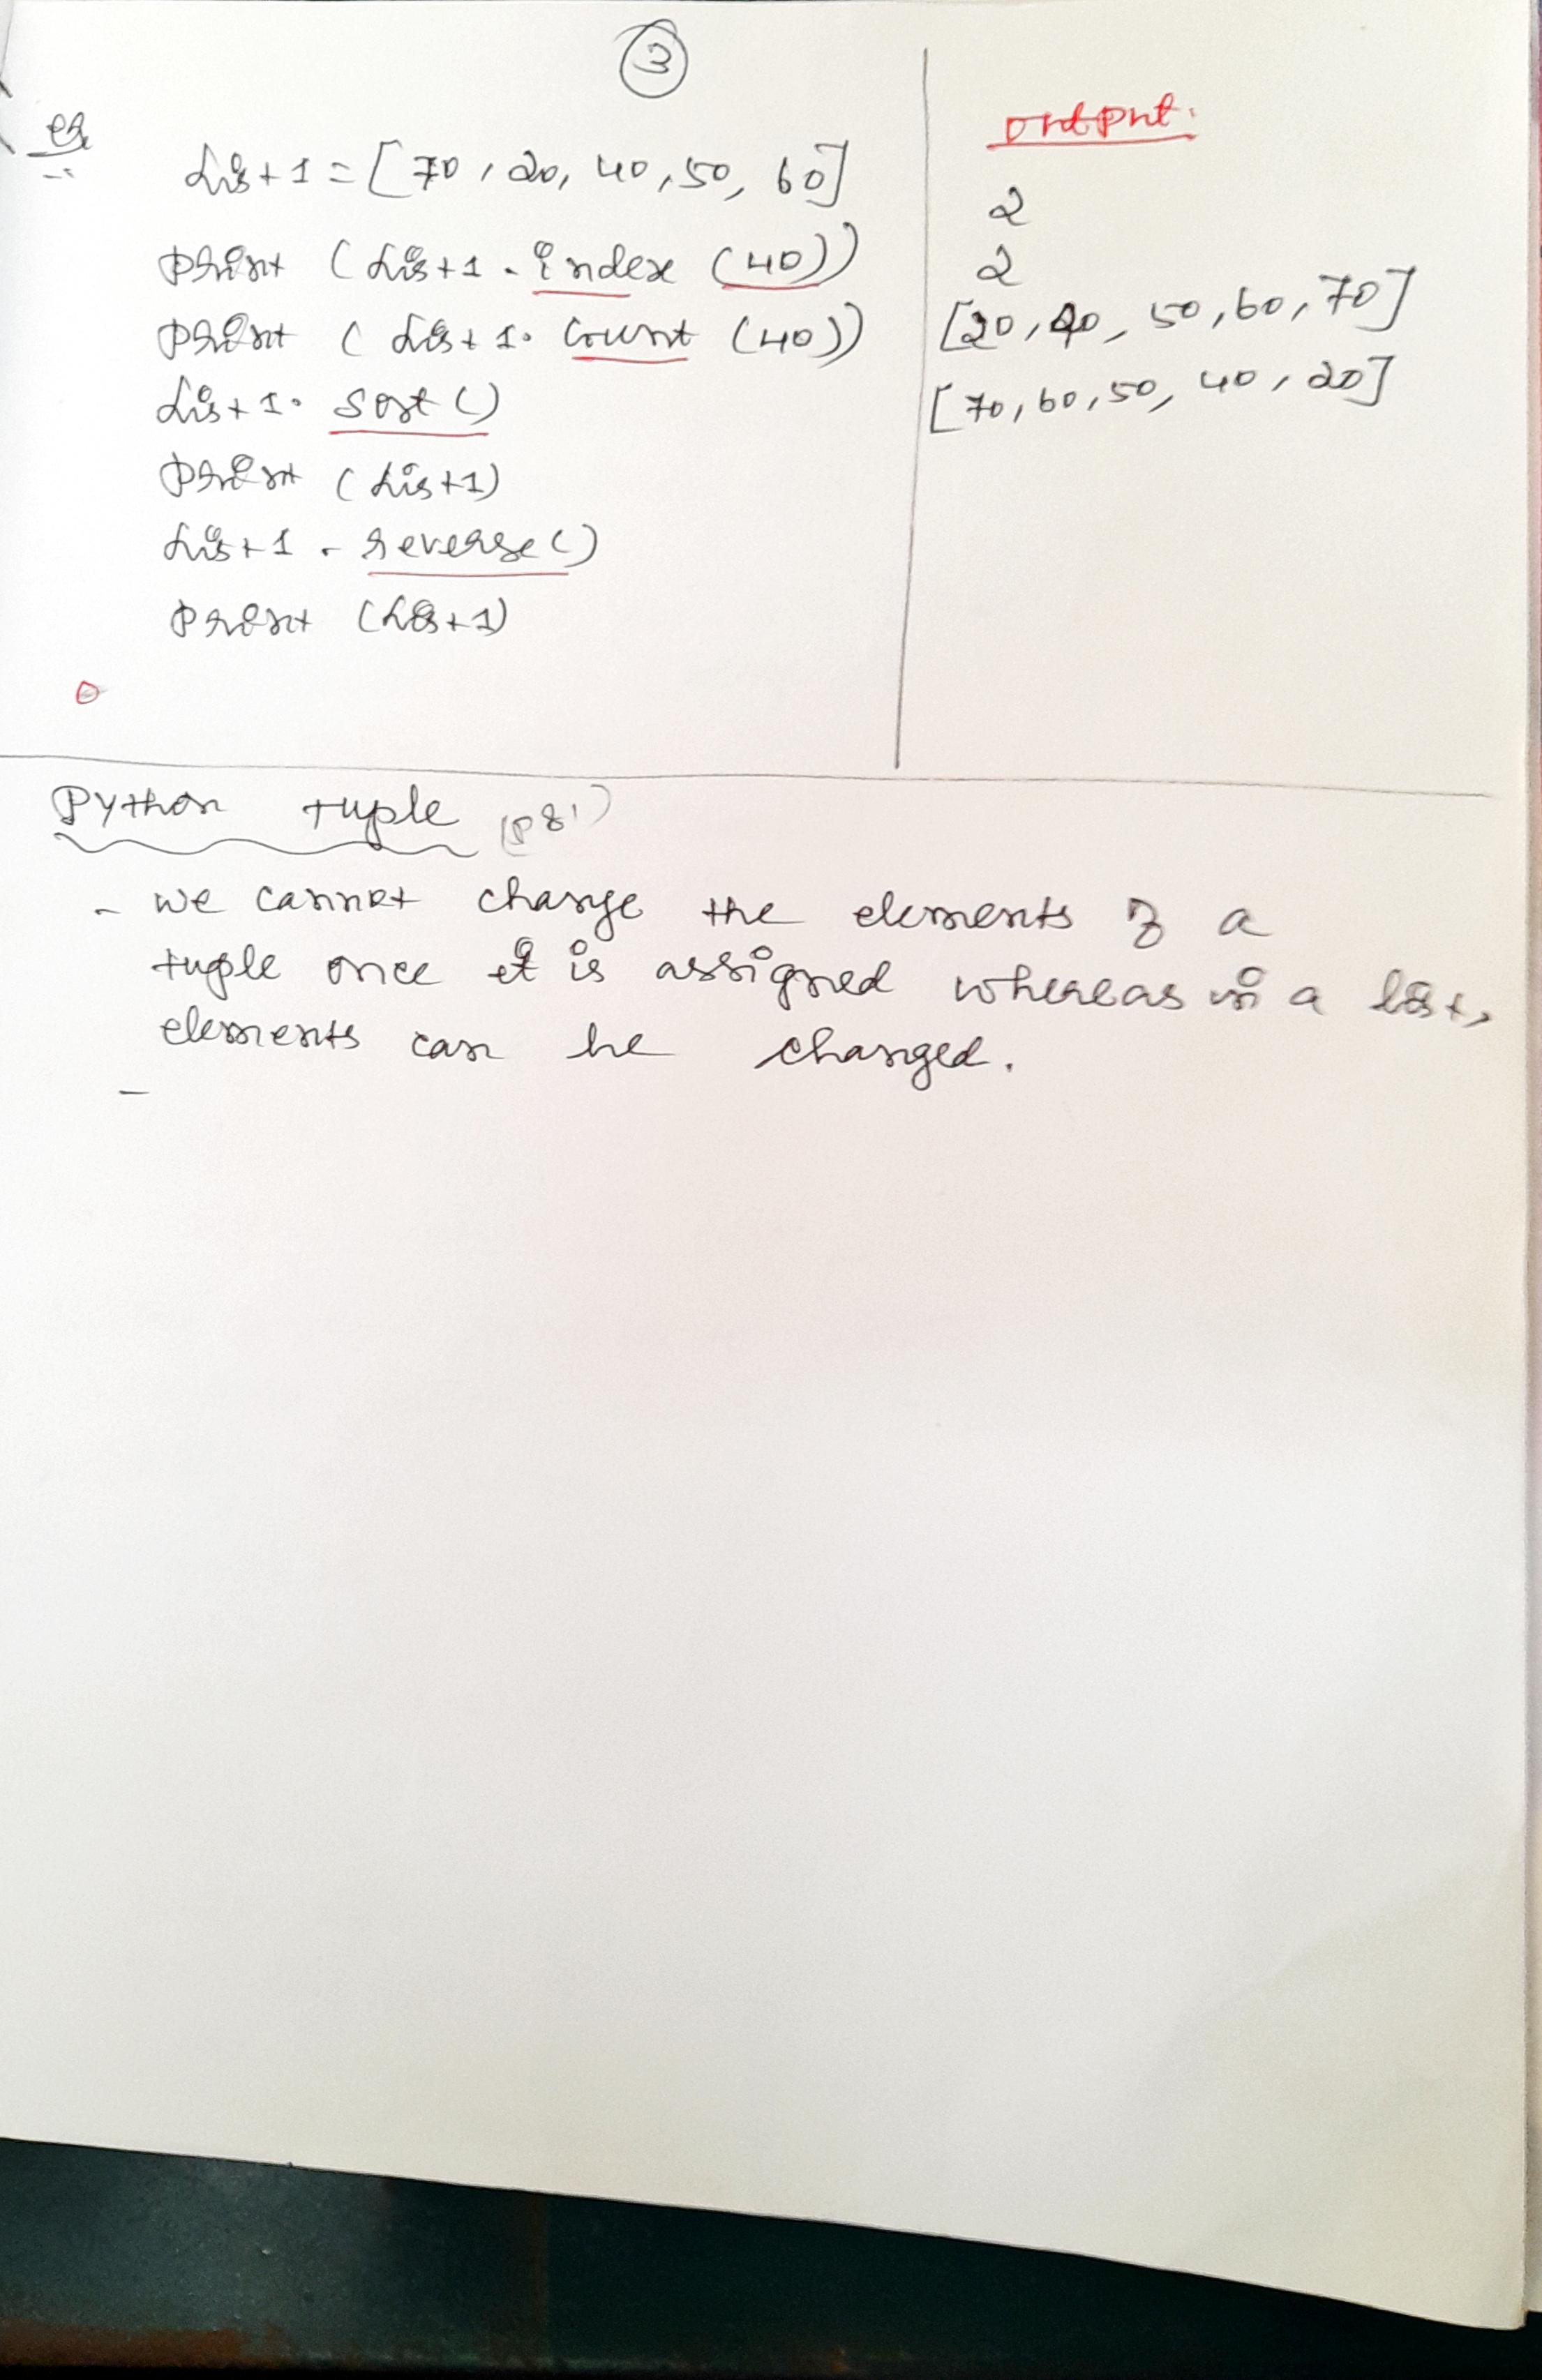 3
eg
List1 = [70, 20, 40, 50, 60]
print (List1. index (40))
print (List1. count (40))
List1. sort()
print (List1)
List1. reverse()
print (List1)
output.
2
2
[20, 40, 50, 60, 70]
[70, 60, 50, 40, 20]
Python tuple
- we cannot change the elements of a
tuple once it is assigned whereas in a list,
elements can be changed.
-